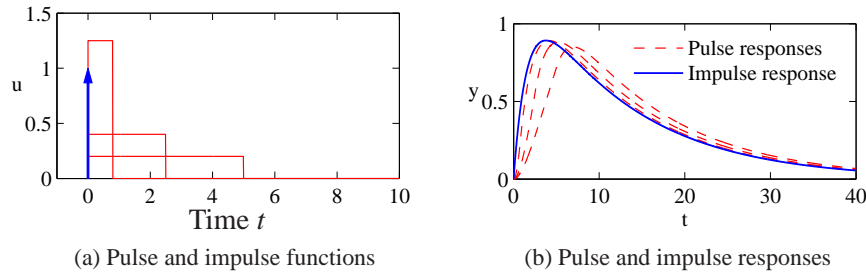 1.5
1
u
0.5
0
0 2 4 6 8 10
Time t
(a) Pulse and impulse functions
1
Pulse responses
Impulse response
y
0.5
0
0 10 20 30 40
t
(b) Pulse and impulse responses